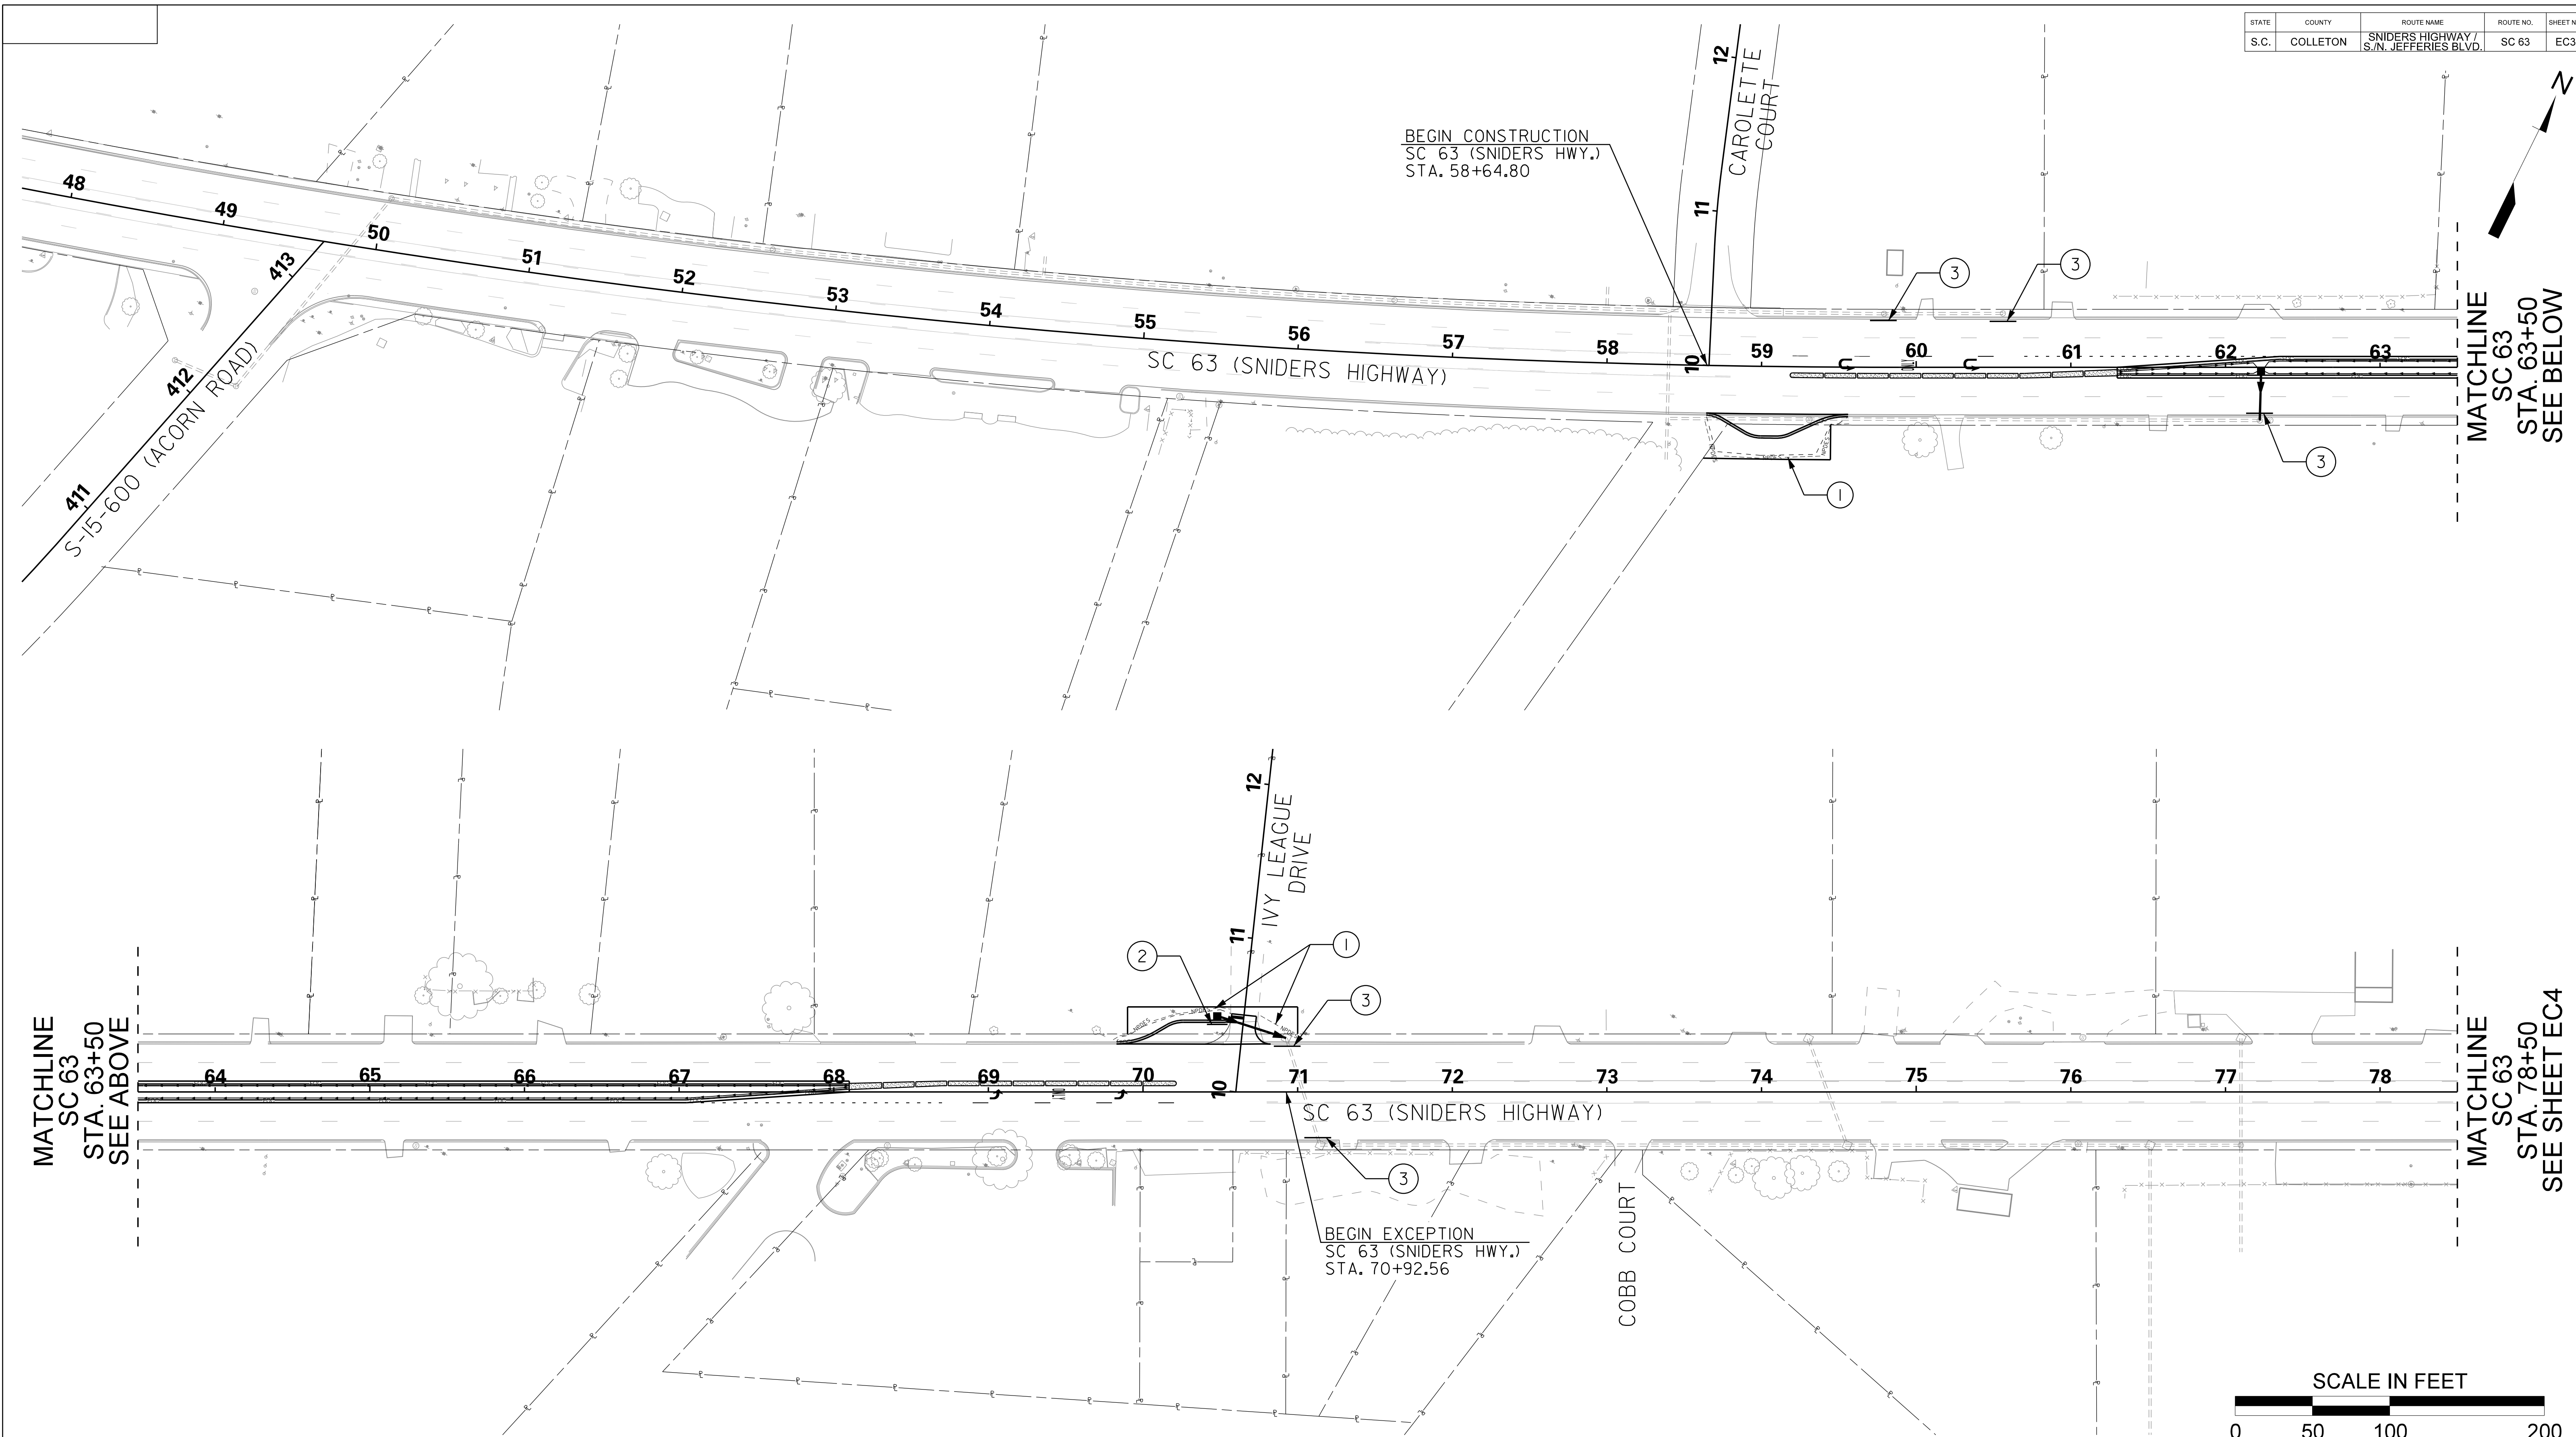 STATE COUNTY ROUTE NAME ROUTE NO. SHEET N
S.C. COLLETON SNIDERS HIGHWAY / S./N. JEFFERIES BLVD. SC 63 EC3
N
BEGIN CONSTRUCTION
SC 63 (SNIDERS HWY.)
STA. 58+64.80
CAROLETTE
COURT
12
11
10
48 49 50 51 52 53 54 55 56 57 58 59 60 61 62 63
SC 63 (SNIDERS HIGHWAY)
413
412
411
S-15-600 (ACORN ROAD)
3
3
3
1
NPDES
NPDES
NPDES
MATCHLINE
SC 63
STA. 63+50
SEE BELOW
MATCHLINE
SC 63
STA. 63+50
SEE ABOVE
12
11
10
IVY LEAGUE
DRIVE
2
1
3
NPDES
NPDES
NPDES
64 65 66 67 68 69 70 71 72 73 74 75 76 77 78
SC 63 (SNIDERS HIGHWAY)
3
BEGIN EXCEPTION
SC 63 (SNIDERS HWY.)
STA. 70+92.56
COBB COURT
MATCHLINE
SC 63
STA. 78+50
SEE SHEET EC4
SCALE IN FEET
0 50 100 200